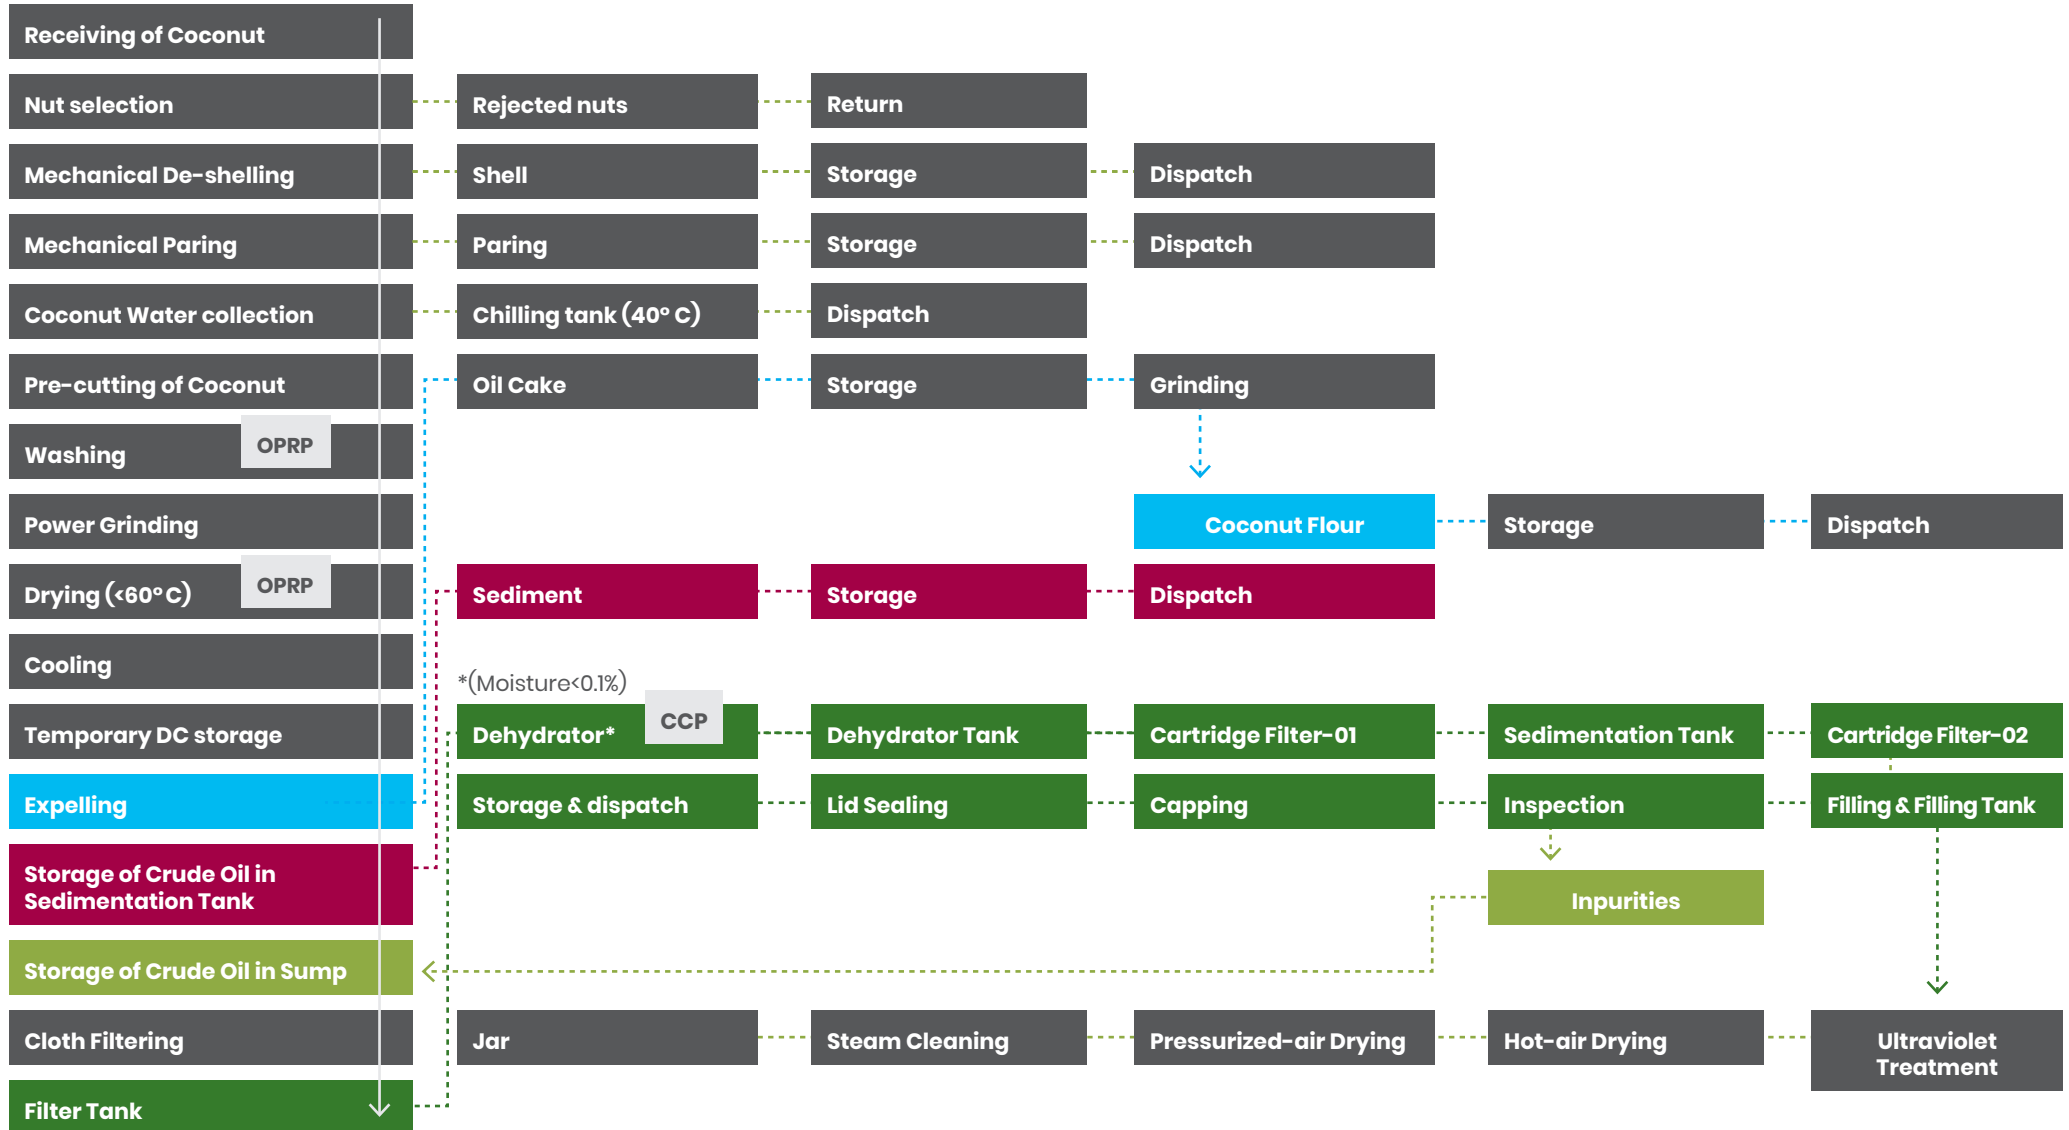 Receiving of Coconut
Nut selection
Rejected nuts
Return
Mechanical De-shelling
Shell
Storage
Dispatch
Mechanical Paring
Paring
Storage
Dispatch
Coconut Water collection
Chilling tank (40° C)
Dispatch
Pre-cutting of Coconut
Oil Cake
Storage
Grinding
Washing
OPRP
Power Grinding
Coconut Flour
Storage
Dispatch
Drying (<60° C)
OPRP
Sediment
Storage
Dispatch
Cooling
*(Moisture<0.1%)
Temporary DC storage
Dehydrator*
CCP
Dehydrator Tank
Cartridge Filter-01
Sedimentation Tank
Cartridge Filter-02
Expelling
Storage & dispatch
Lid Sealing
Capping
Inspection
Filling & Filling Tank
Storage of Crude Oil in
Sedimentation Tank
Inpurities
Storage of Crude Oil in Sump
Cloth Filtering
Jar
Steam Cleaning
Pressurized-air Drying
Hot-air Drying
Ultraviolet
Treatment
Filter Tank